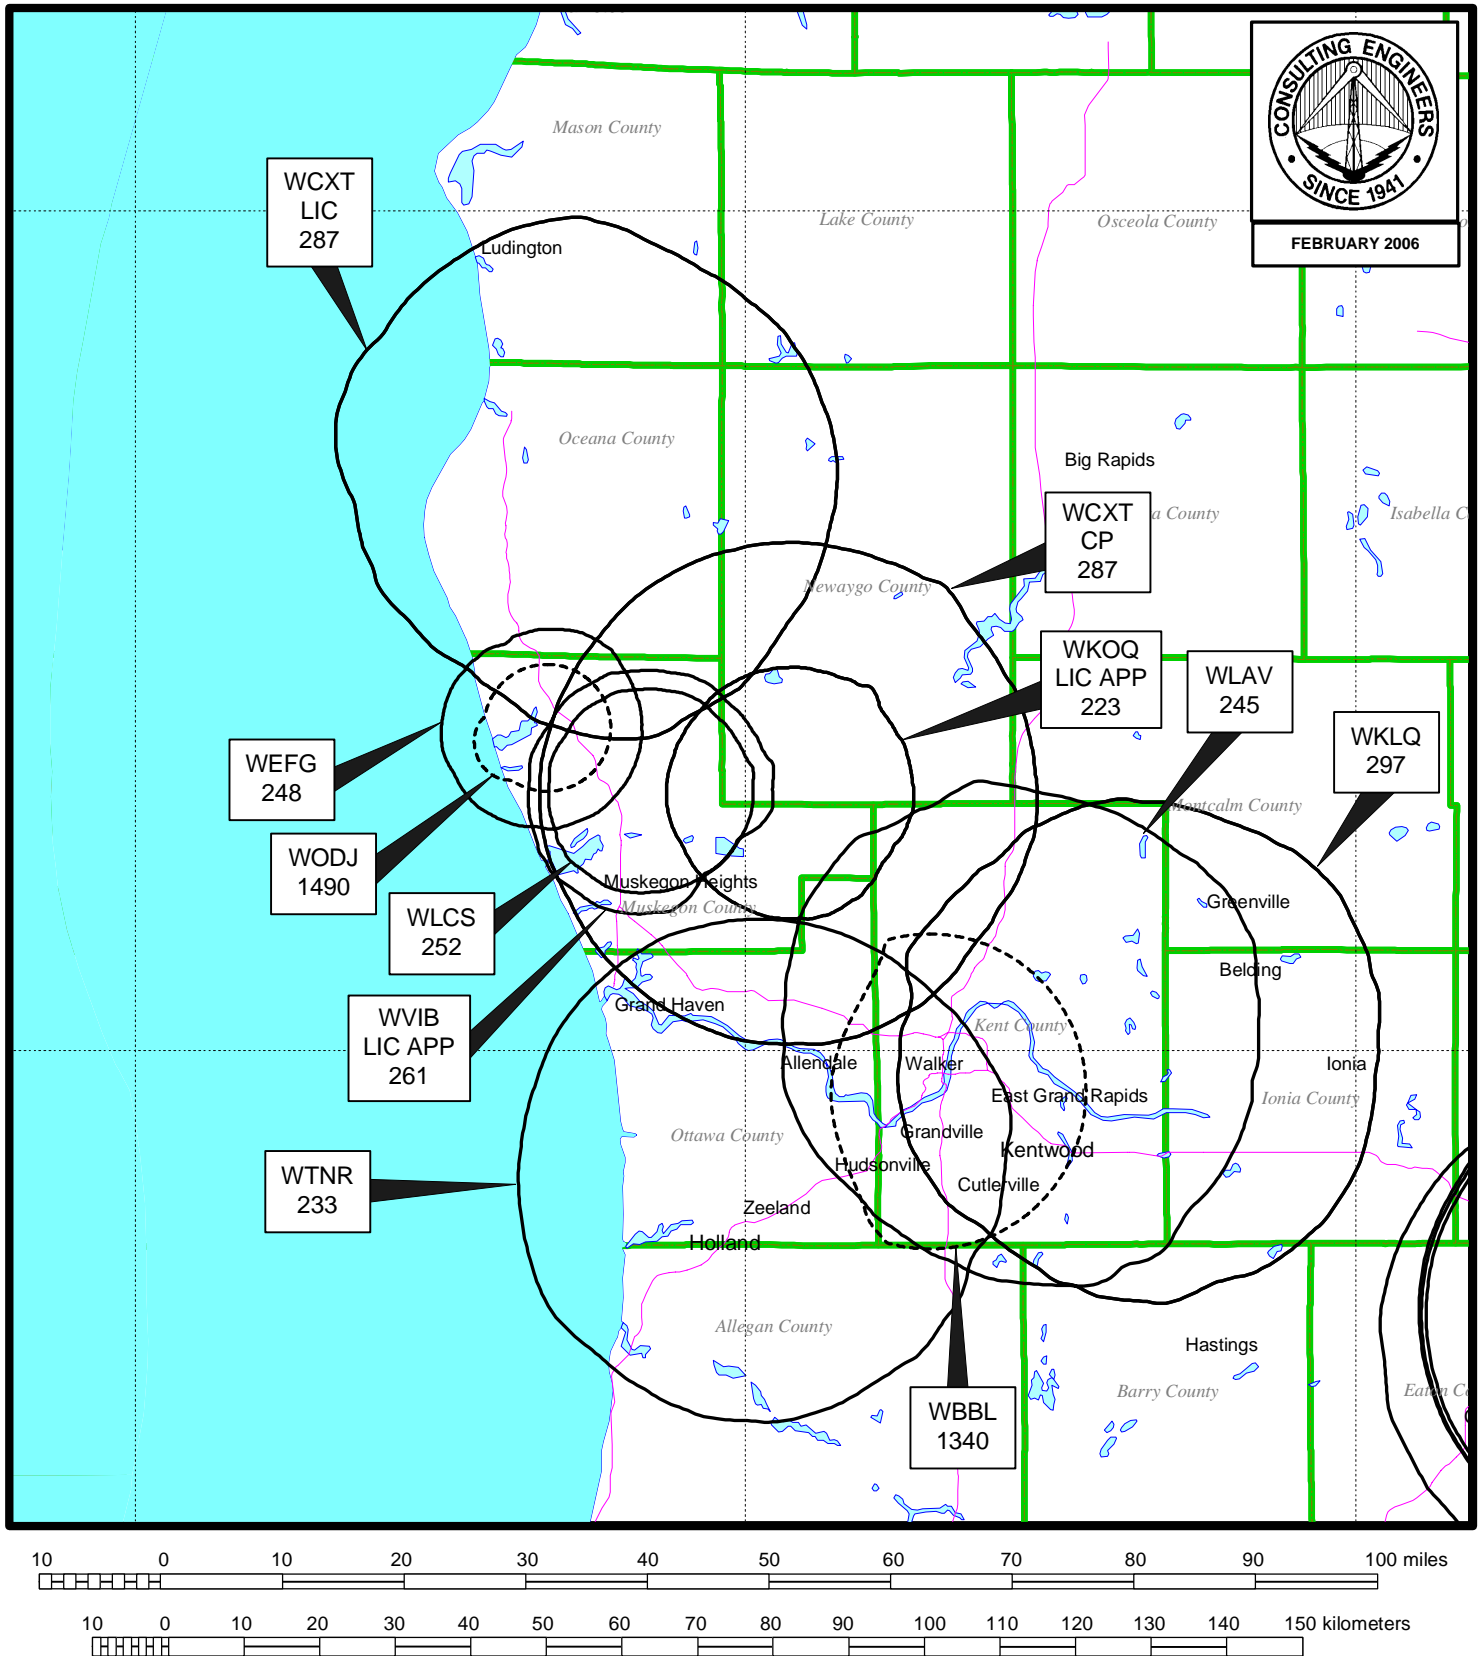 CONSULTING ENGINEERS
SINCE 1941
FEBRUARY 2006
Mason County
WCXT
LIC
287
Lake County
Osceola County
Ludington
Oceana County
Big Rapids
WCXT
CP
287
a County
Isabella C
Newaygo County
WKOQ
LIC APP
223
WLAV
245
WKLQ
297
WEFG
248
Montcalm County
WODJ
1490
Muskegon Heights
Muskegon County
Greenville
WLCS
252
Belding
Grand Haven
WVIB
LIC APP
261
Kent County
Allendale
Walker
Ionia
East Grand Rapids
Ionia County
Ottawa County
Grandville
Kentwood
Hudsonville
WTNR
233
Cutlerville
Zeeland
Holland
Allegan County
Hastings
Barry County
Eaton Co
WBBL
1340
10 0 10 20 30 40 50 60 70 80 90 100 miles
10 0 10 20 30 40 50 60 70 80 90 100 110 120 130 140 150 kilometers